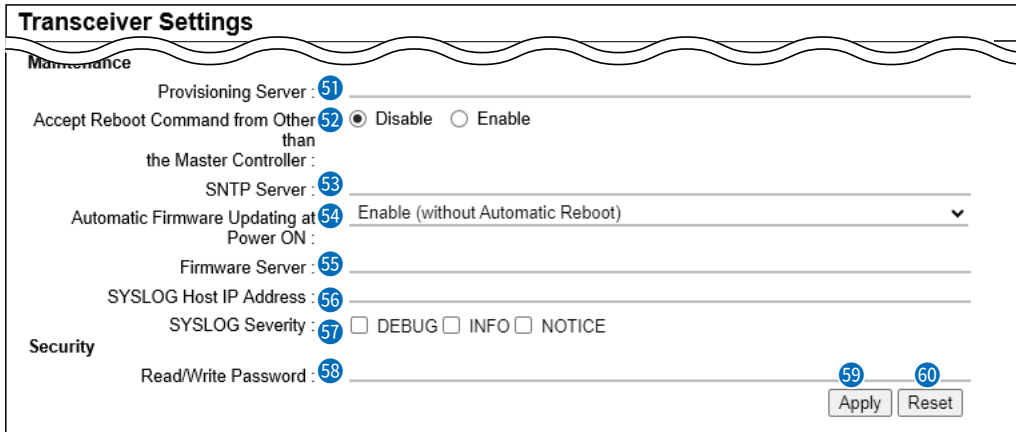 Transceiver Settings
Maintenance
Provisioning Server : 51
Accept Reboot Command from Other 52 Disable Enable
than
the Master Controller :
SNTP Server : 53
Automatic Firmware Updating at 54 Enable (without Automatic Reboot)
Power ON :
Firmware Server : 55
SYSLOG Host IP Address : 56
SYSLOG Severity : 57 DEBUG INFO NOTICE
Security
Read/Write Password : 58
59 60
Apply Reset